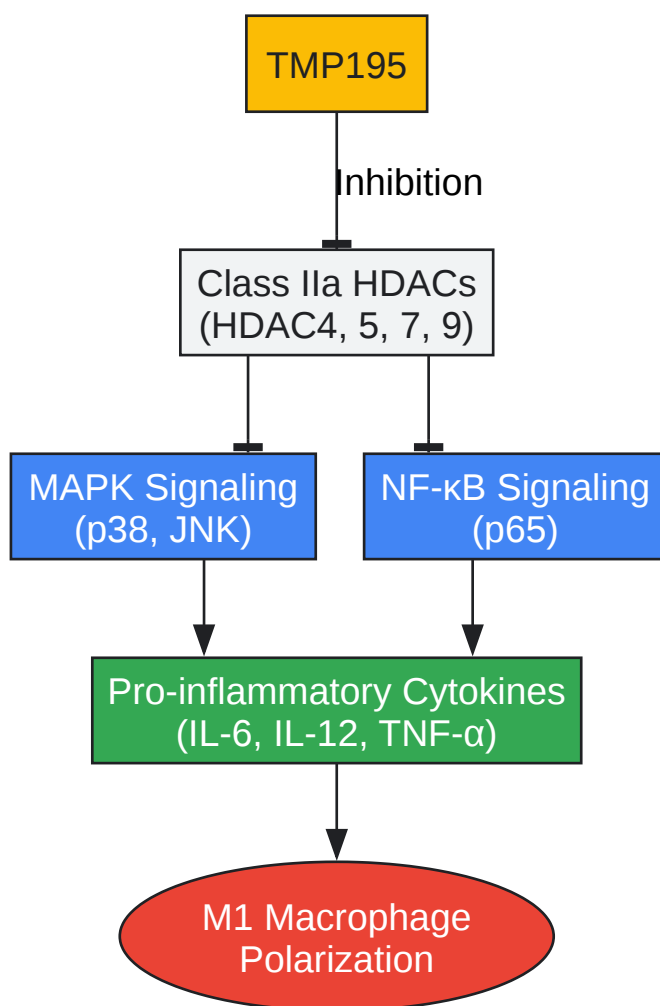 TMP195
Inhibition
Class IIa HDACs
(HDAC4, 5, 7, 9)
MAPK Signaling
(p38, JNK)
NF-κB Signaling
(p65)
Pro-inflammatory Cytokines
(IL-6, IL-12, TNF-α)
M1 Macrophage
Polarization